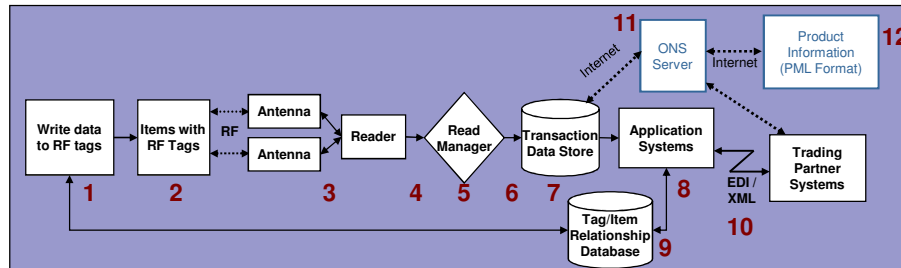 11
12
Internet
ONS
Server
Internet
Product
Information
(PML Format)
Write data
to RF tags
Items with
RF Tags
RF
Antenna
Antenna
Reader
Read
Manager
Transaction
Data Store
Application
Systems
Trading
Partner
Systems
EDI /
XML
1
2
3
4
5
6
7
8
Tag/Item
Relationship
Database
9
10